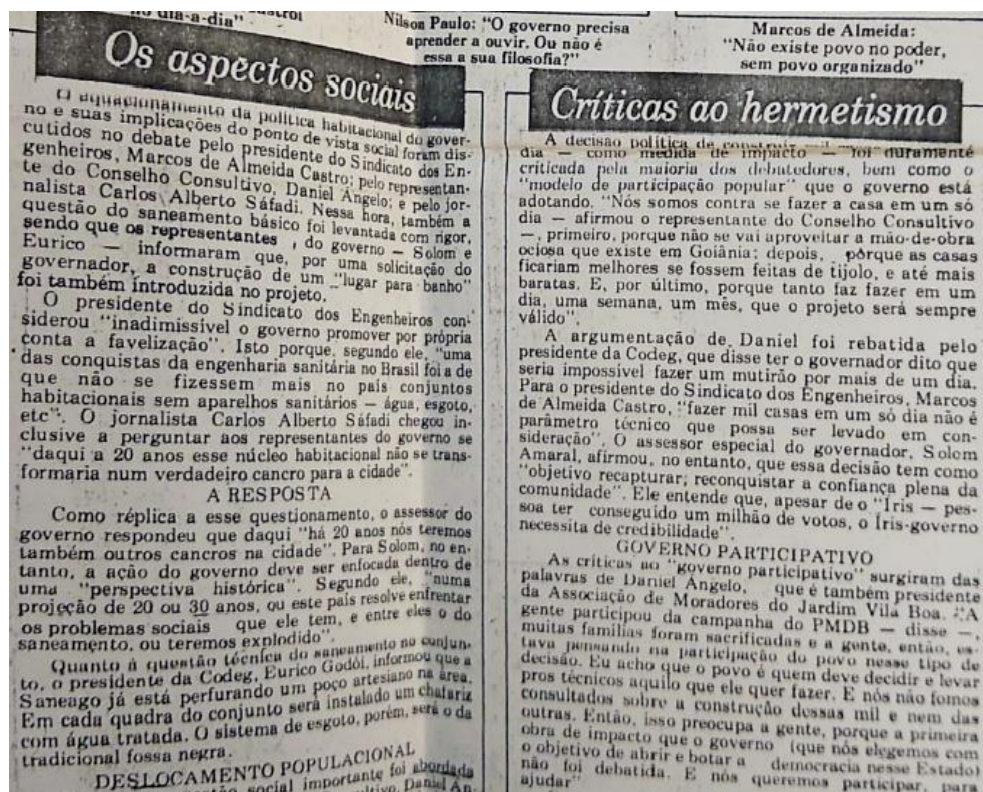 no dia-a-dia".
Nilson Paulo: "O governo precisa
aprender a ouvir. Ou não é
essa a sua filosofia?"
Marcos de Almeida:
"Não existe povo no poder,
sem povo organizado"
Os aspectos sociais
O equacionamento da política habitacional do gover-
no e suas implicações do ponto de vista social foram dis-
cutidos no debate pelo presidente do Sindicato dos En-
genheiros, Marcos de Almeida Castro; pelo representan-
te do Conselho Consultivo, Daniel Ângelo; e pelo jor-
nalista Carlos Alberto Sáfadi. Nessa hora, também a
questão do saneamento básico foi levantada com rigor,
sendo que os representantes , do governo — Solom e
Eurico — informaram que, por uma solicitação do
governador, a construção de um "lugar para banho"
foi também introduzida no projeto.
O presidente do Sindicato dos Engenheiros con-
siderou "inadimissível o governo promover por própria
conta a favelização". Isto porque, segundo ele, "uma
das conquistas da engenharia sanitária no Brasil foi a de
que não se fizessem mais no país conjuntos
habitacionais sem aparelhos sanitários — água, esgoto,
etc". O jornalista Carlos Alberto Sáfadi chegou in-
clusive a perguntar aos representantes do governo se
"daqui a 20 anos esse núcleo habitacional não se trans-
formaria num verdadeiro cancro para a cidade".
A RESPOSTA
Como réplica a esse questionamento, o assessor do
governo respondeu que daqui "há 20 anos nós teremos
também outros cancros na cidade". Para Solom, no en-
tanto, a ação do governo deve ser enfocada dentro de
uma "perspectiva histórica". Segundo ele, "numa
projeção de 20 ou 30 anos, ou este país resolve enfrentar
os problemas sociais que ele tem, e entre eles o do
saneamento, ou teremos explodido".
Quanto à questão técnica do saneamento no conjun-
to, o presidente da Codeg, Eurico Godói, informou que a
Saneago já está perfurando um poço artesiano na área.
Em cada quadra do conjunto será instalado um chafariz
com água tratada. O sistema de esgoto, porém, será o da
tradicional fossa negra.
DESLOCAMENTO POPULACIONAL
social importante foi abordada
Daniel Ân-
Críticas ao hermetismo
A decisão política de construir mil
dia — como medida de impacto — foi duramente
criticada pela maioria dos debatedores, bem como o
"modelo de participação popular" que o governo está
adotando. "Nós somos contra se fazer a casa em um só
dia — afirmou o representante do Conselho Consultivo
—, primeiro, porque não se vai aproveitar a mão-de-obra
ociosa que existe em Goiânia; depois, porque as casas
ficariam melhores se fossem feitas de tijolo, e até mais
baratas. E, por último, porque tanto faz fazer em um
dia, uma semana, um mês, que o projeto será sempre
válido".
A argumentação de Daniel foi rebatida pelo
presidente da Codeg, que disse ter o governador dito que
seria impossível fazer um mutirão por mais de um dia.
Para o presidente do Sindicato dos Engenheiros, Marcos
de Almeida Castro, "fazer mil casas em um só dia não é
parâmetro técnico que possa ser levado em con-
sideração". O assessor especial do governador, Solom
Amaral, afirmou, no entanto, que essa decisão tem como
"objetivo recapturar; reconquistar a confiança plena da
comunidade". Ele entende que, apesar de o "Iris — pes-
soa ter conseguido um milhão de votos, o Iris-governo
necessita de credibilidade".
GOVERNO PARTICIPATIVO
As críticas ao "governo participativo" surgiram das
palavras de Daniel Ângelo, que é também presidente
da Associação de Moradores do Jardim Vila Boa. "A
gente participou da campanha do PMDB — disse —,
muitas famílias foram sacrificadas e a gente, então, es-
tava pensando na participação do povo nesse tipo de
decisão. Eu acho que o povo é quem deve decidir e levar
pros técnicos aquilo que ele quer fazer. E nós não fomos
consultados sobre a construção dessas mil e nem das
outras. Então, isso preocupa a gente, porque a primeira
obra de impacto que o governo (que nós elegemos com
o objetivo de abrir e botar a democracia nesse Estado)
não foi debatida. E nós queremos participar, para
ajudar"